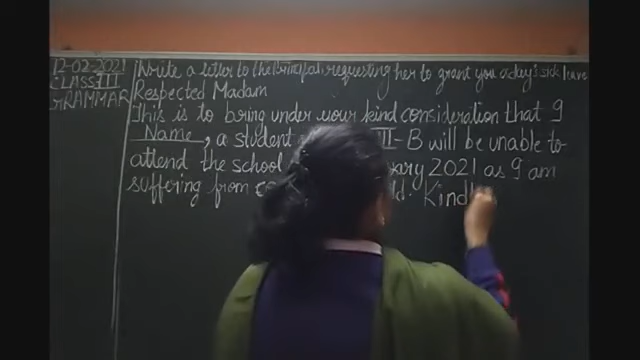 12-02-2021
CLASS III
GRAMMAR
Write a letter to the Principal requesting her to grant you a day's sick leave
Respected Madam
This is to bring under your kind consideration that I
Name, a student III-B will be unable to
attend the school 2021 as I am
suffering from Kindl